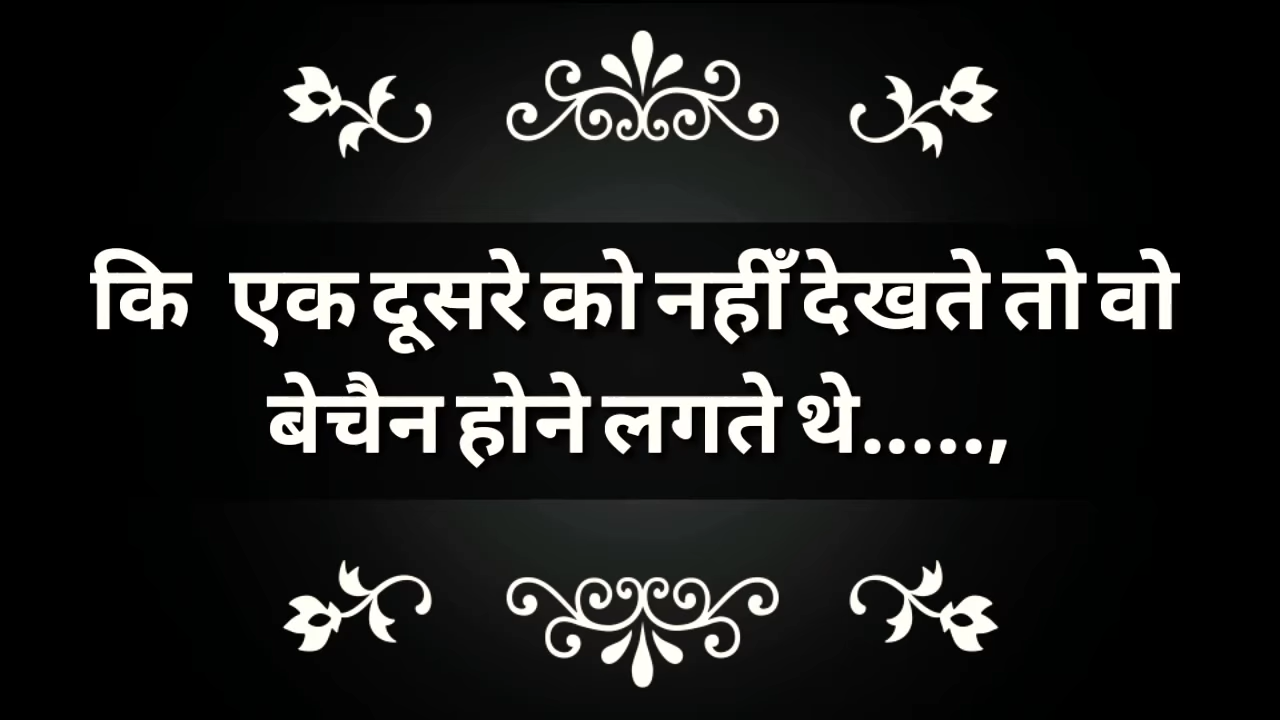 कि एक दूसरे को नहीँ देखते तो वो
बेचैन होने लगते थे.....,